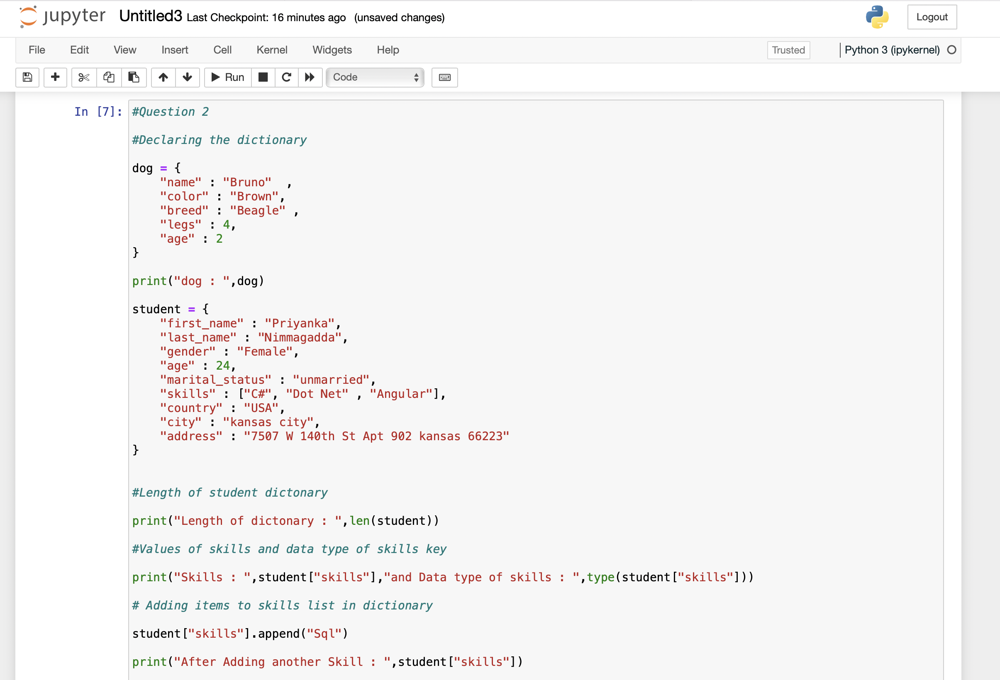 jupyter Untitled3 Last Checkpoint: 16 minutes ago (unsaved changes) Logout
File Edit View Insert Cell Kernel Widgets Help Trusted Python 3 (ipykernel)
Run Code
In [7]: #Question 2
#Declaring the dictionary
dog = {
"name" : "Bruno" ,
"color" : "Brown",
"breed" : "Beagle" ,
"legs" : 4,
"age" : 2
}
print("dog : ",dog)
student = {
"first_name" : "Priyanka",
"last_name" : "Nimmagadda",
"gender" : "Female",
"age" : 24,
"marital_status" : "unmarried",
"skills" : ["C#", "Dot Net" , "Angular"],
"country" : "USA",
"city" : "kansas city",
"address" : "7507 W 140th St Apt 902 kansas 66223"
}
#Length of student dictonary
print("Length of dictonary : ",len(student))
#Values of skills and data type of skills key
print("Skills : ",student["skills"],"and Data type of skills : ",type(student["skills"]))
# Adding items to skills list in dictionary
student["skills"].append("Sql")
print("After Adding another Skill : ",student["skills"])